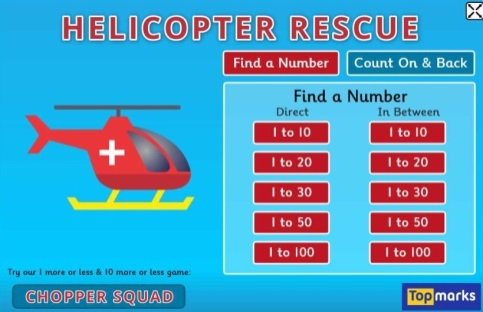 HELICOPTER RESCUE
Find a Number
Count On & Back
Find a Number
Direct
In Between
1 to 10
1 to 10
1 to 20
1 to 20
1 to 30
1 to 30
1 to 50
1 to 50
1 to 100
1 to 100
Try our 1 more or less & 10 more or less game:
CHOPPER SQUAD
Topmarks